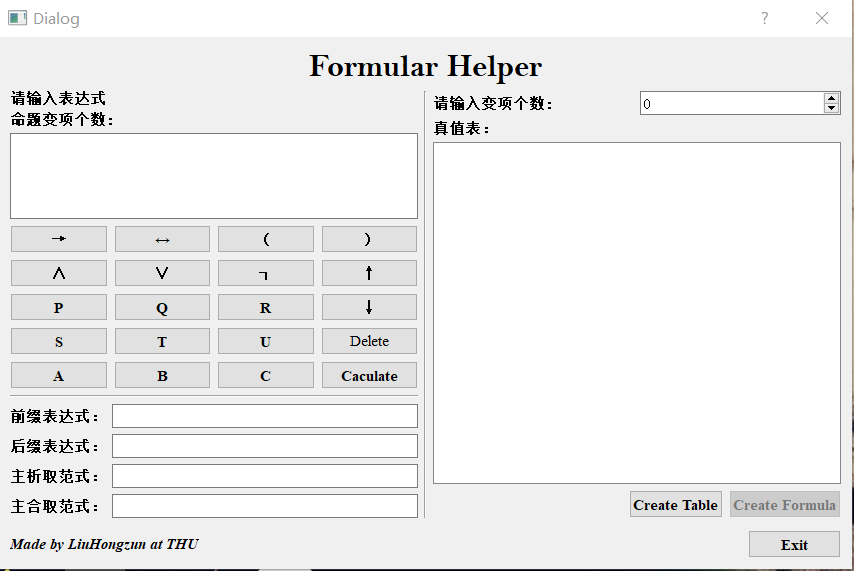 Dialog
?
Formular Helper
请输入表达式
命题变项个数：
→ ↔ ( )
∧ ∨ ┐ ↑
P Q R ↓
S T U Delete
A B C Caculate
前缀表达式：
后缀表达式：
主析取范式：
主合取范式：
Made by LiuHongzun at THU
请输入变项个数： 0
真值表：
Create Table Create Formula
Exit